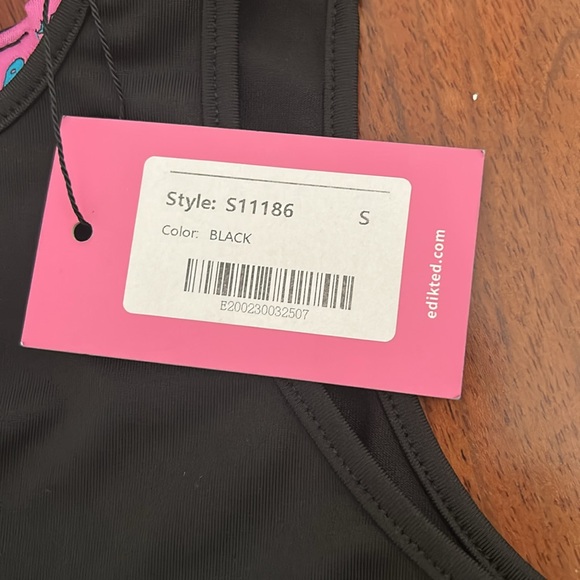 Style: S11186 S
Color: BLACK
E200230032507
edikted.com